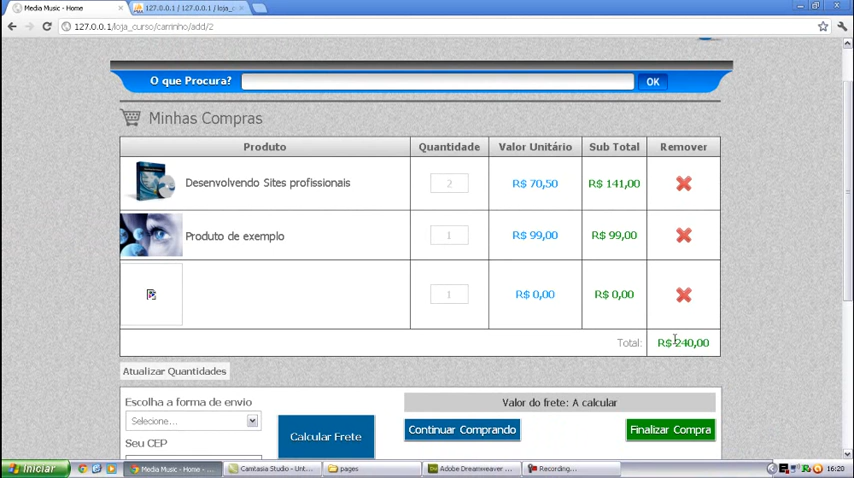 Media Music - Home
127.0.0.1 / 127.0.0.1 / loja_c
127.0.0.1/loja_curso/carrinho/add/2
O que Procura?
OK
Minhas Compras
Produto Quantidade Valor Unitário Sub Total Remover
Desenvolvendo Sites profissionais 2 R$ 70,50 R$ 141,00
Produto de exemplo 1 R$ 99,00 R$ 99,00
1 R$ 0,00 R$ 0,00
Total: R$ 240,00
Atualizar Quantidades
Escolha a forma de envio
Valor do frete: A calcular
Selecione...
Calcular Frete
Continuar Comprando
Finalizar Compra
Seu CEP
Iniciar
Media Music - Home - ...
Camtasia Studio - Unt...
pages
Adobe Dreamweaver ...
Recording...
16:20